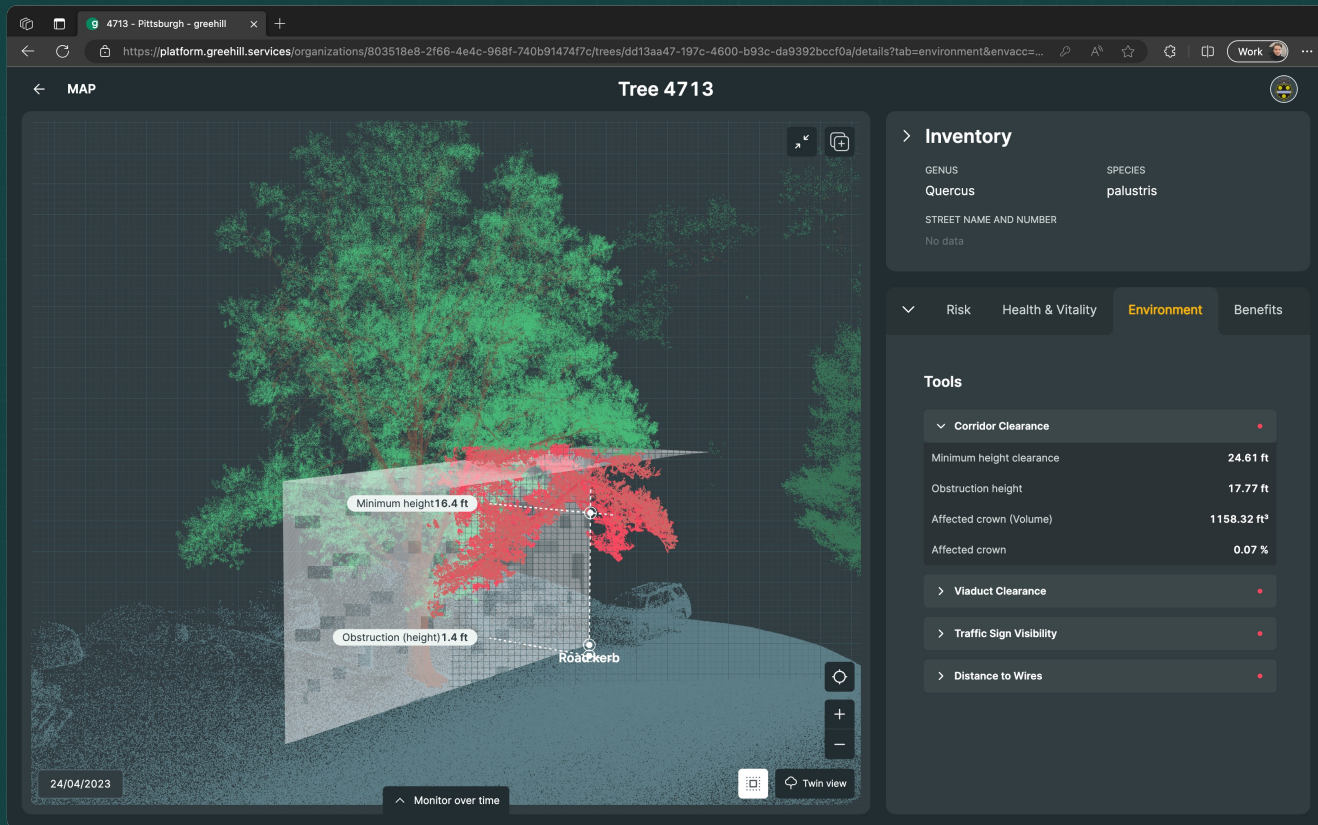 4713 - Pittsburgh - greehill
https://platform.greehill.services/organizations/803518e8-2f66-4e4c-968f-740b91474f7c/trees/dd13aa47-197c-4600-b93c-da9392bccf0a/details?tab=environment&envacc=...
Work
MAP
Tree 4713
Minimum height 16.4 ft
Obstruction (height) 1.4 ft
Road kerb
24/04/2023
Monitor over time
Twin view
Inventory
GENUS SPECIES
Quercus palustris
STREET NAME AND NUMBER
No data
Risk Health & Vitality Environment Benefits
Tools
Corridor Clearance
Minimum height clearance 24.61 ft
Obstruction height 17.77 ft
Affected crown (Volume) 1158.32 ft³
Affected crown 0.07 %
Viaduct Clearance
Traffic Sign Visibility
Distance to Wires